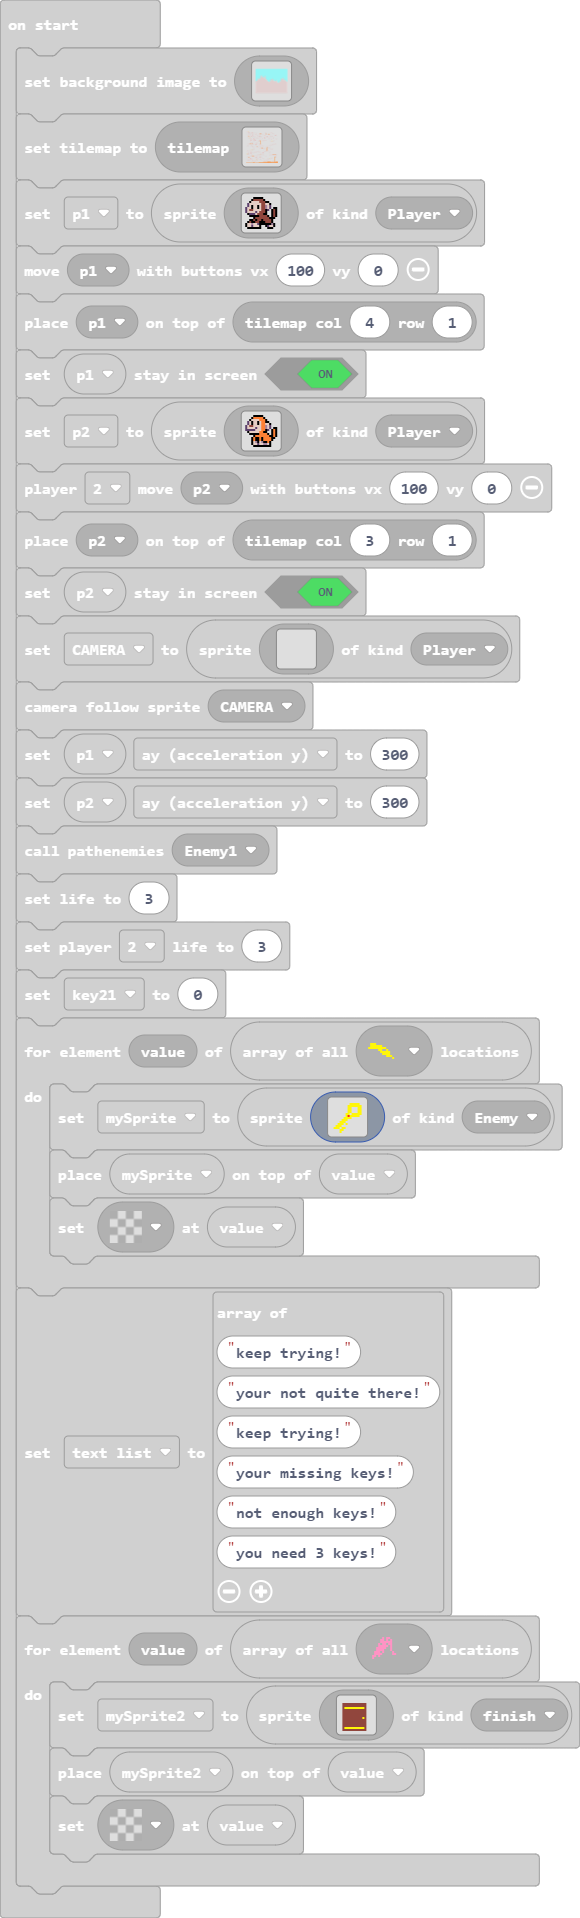 on start
set background image to
set tilemap to tilemap
set p1 to sprite of kind Player
move p1 with buttons vx 100 vy 0
place p1 on top of tilemap col 4 row 1
set p1 stay in screen ON
set p2 to sprite of kind Player
player 2 move p2 with buttons vx 100 vy 0
place p2 on top of tilemap col 3 row 1
set p2 stay in screen ON
set CAMERA to sprite of kind Player
camera follow sprite CAMERA
set p1 ay (acceleration y) to 300
set p2 ay (acceleration y) to 300
call pathenemies Enemy1
set life to 3
set player 2 life to 3
set key21 to 0
for element value of array of all locations
do
set mySprite to sprite of kind Enemy
place mySprite on top of value
set at value
array of
"keep trying!"
"your not quite there!"
"keep trying!"
set text list to
"your missing keys!"
"not enough keys!"
"you need 3 keys!"
for element value of array of all locations
do
set mySprite2 to sprite of kind finish
place mySprite2 on top of value
set at value